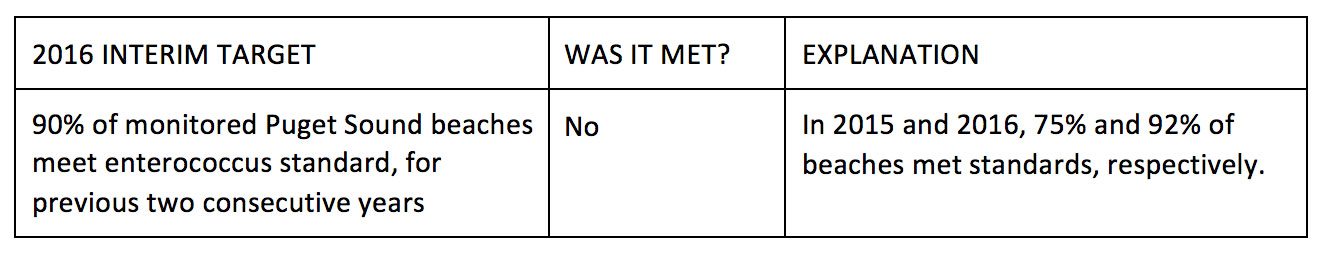 2016 INTERIM TARGET
WAS IT MET?
EXPLANATION
90% of monitored Puget Sound beaches
meet enterococcus standard, for
previous two consecutive years
No
In 2015 and 2016, 75% and 92% of
beaches met standards, respectively.